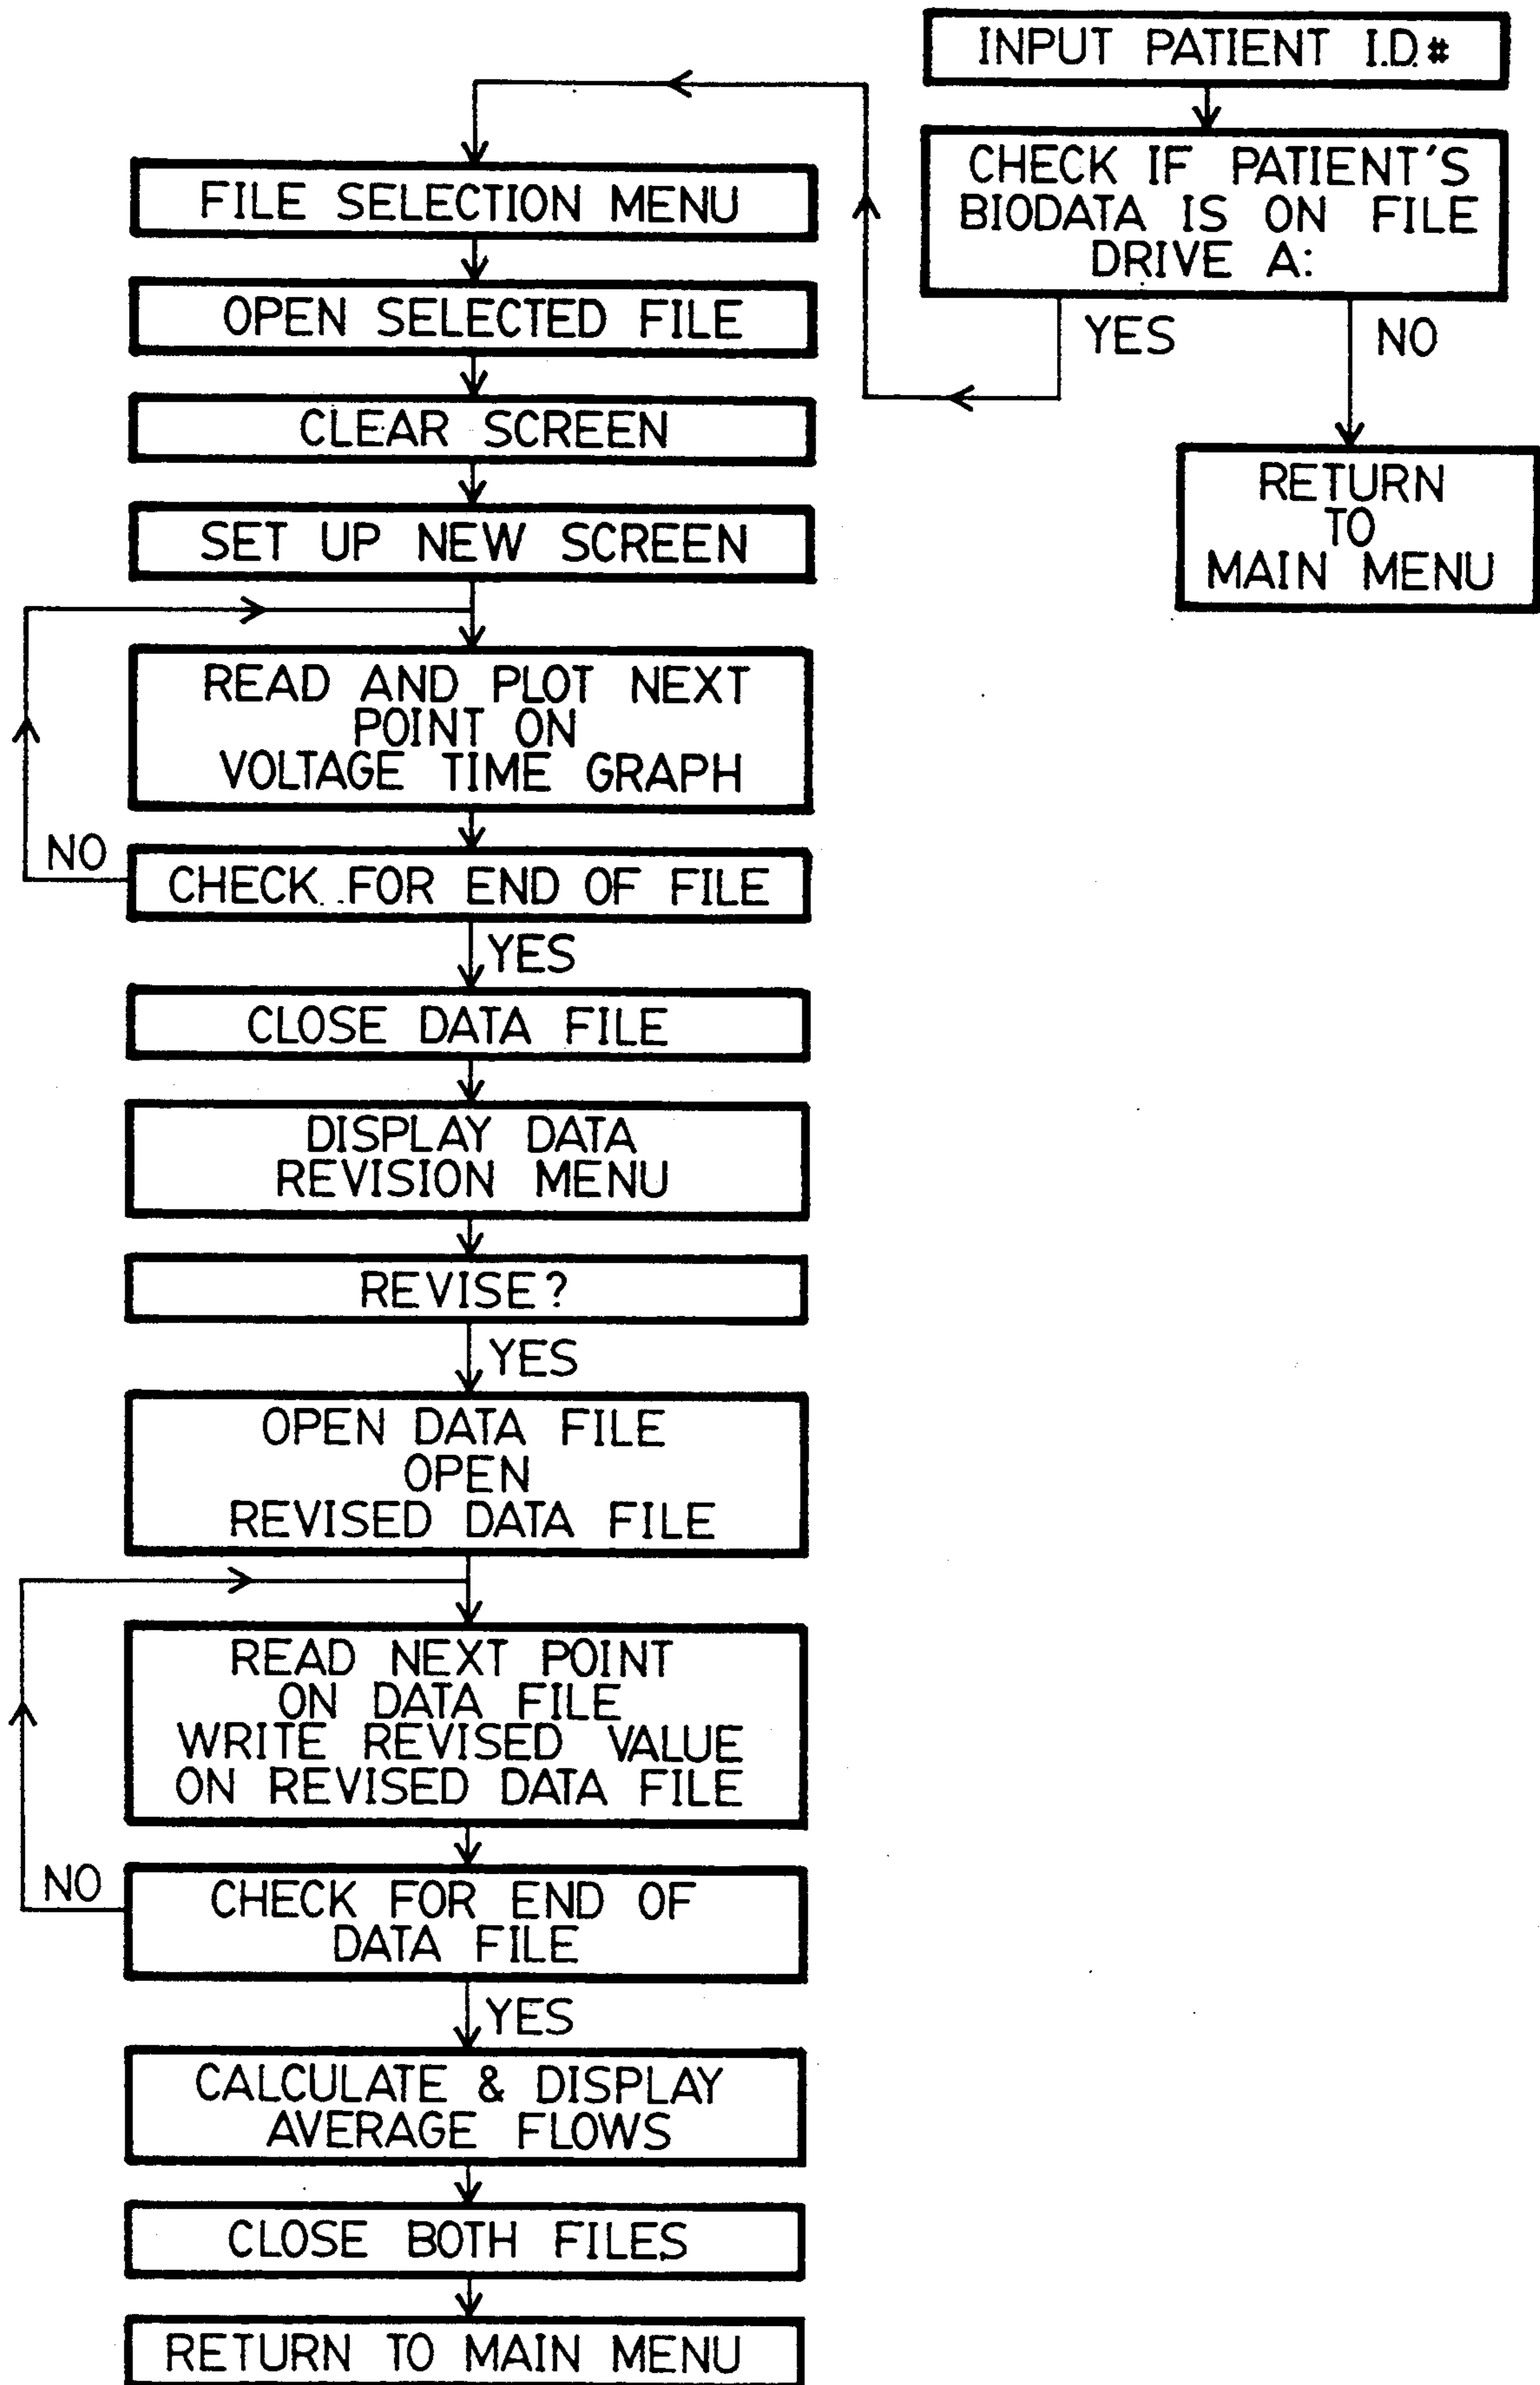 INPUT PATIENT I.D.#
CHECK IF PATIENT'S
BIODATA IS ON FILE
DRIVE A:
YES
NO
RETURN
TO
MAIN MENU
FILE SELECTION MENU
OPEN SELECTED FILE
CLEAR SCREEN
SET UP NEW SCREEN
READ AND PLOT NEXT
POINT ON
VOLTAGE TIME GRAPH
NO
CHECK FOR END OF FILE
YES
CLOSE DATA FILE
DISPLAY DATA
REVISION MENU
REVISE?
YES
OPEN DATA FILE
OPEN
REVISED DATA FILE
READ NEXT POINT
ON DATA FILE
WRITE REVISED VALUE
ON REVISED DATA FILE
NO
CHECK FOR END OF
DATA FILE
YES
CALCULATE & DISPLAY
AVERAGE FLOWS
CLOSE BOTH FILES
RETURN TO MAIN MENU